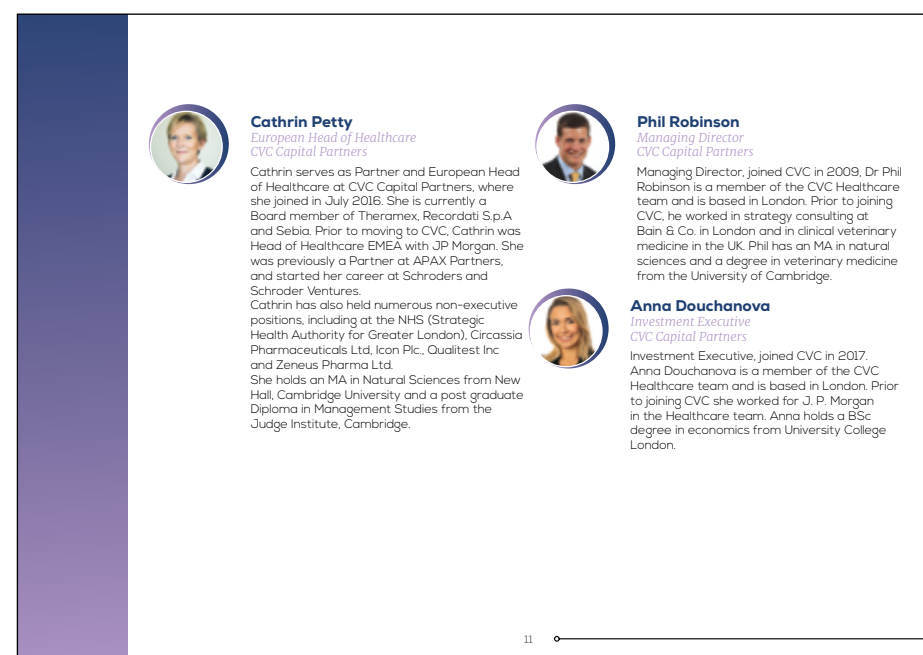 Cathrin Petty
European Head of Healthcare
CVC Capital Partners
Cathrin serves as Partner and European Head
of Healthcare at CVC Capital Partners, where
she joined in July 2016. She is currently a
Board member of Theramex, Recordati S.p.A
and Sebia. Prior to moving to CVC, Cathrin was
Head of Healthcare EMEA with JP Morgan. She
was previously a Partner at APAX Partners,
and started her career at Schroders and
Schroder Ventures.
Cathrin has also held numerous non-executive
positions, including at the NHS (Strategic
Health Authority for Greater London), Circassia
Pharmaceuticals Ltd, Icon Plc., Qualitest Inc
and Zeneus Pharma Ltd.
She holds an MA in Natural Sciences from New
Hall, Cambridge University and a post graduate
Diploma in Management Studies from the
Judge Institute, Cambridge.
Phil Robinson
Managing Director
CVC Capital Partners
Managing Director, joined CVC in 2009, Dr Phil
Robinson is a member of the CVC Healthcare
team and is based in London. Prior to joining
CVC, he worked in strategy consulting at
Bain & Co. in London and in clinical veterinary
medicine in the UK. Phil has an MA in natural
sciences and a degree in veterinary medicine
from the University of Cambridge.
Anna Douchanova
Investment Executive
CVC Capital Partners
Investment Executive, joined CVC in 2017.
Anna Douchanova is a member of the CVC
Healthcare team and is based in London. Prior
to joining CVC she worked for J. P. Morgan
in the Healthcare team. Anna holds a BSc
degree in economics from University College
London.
11